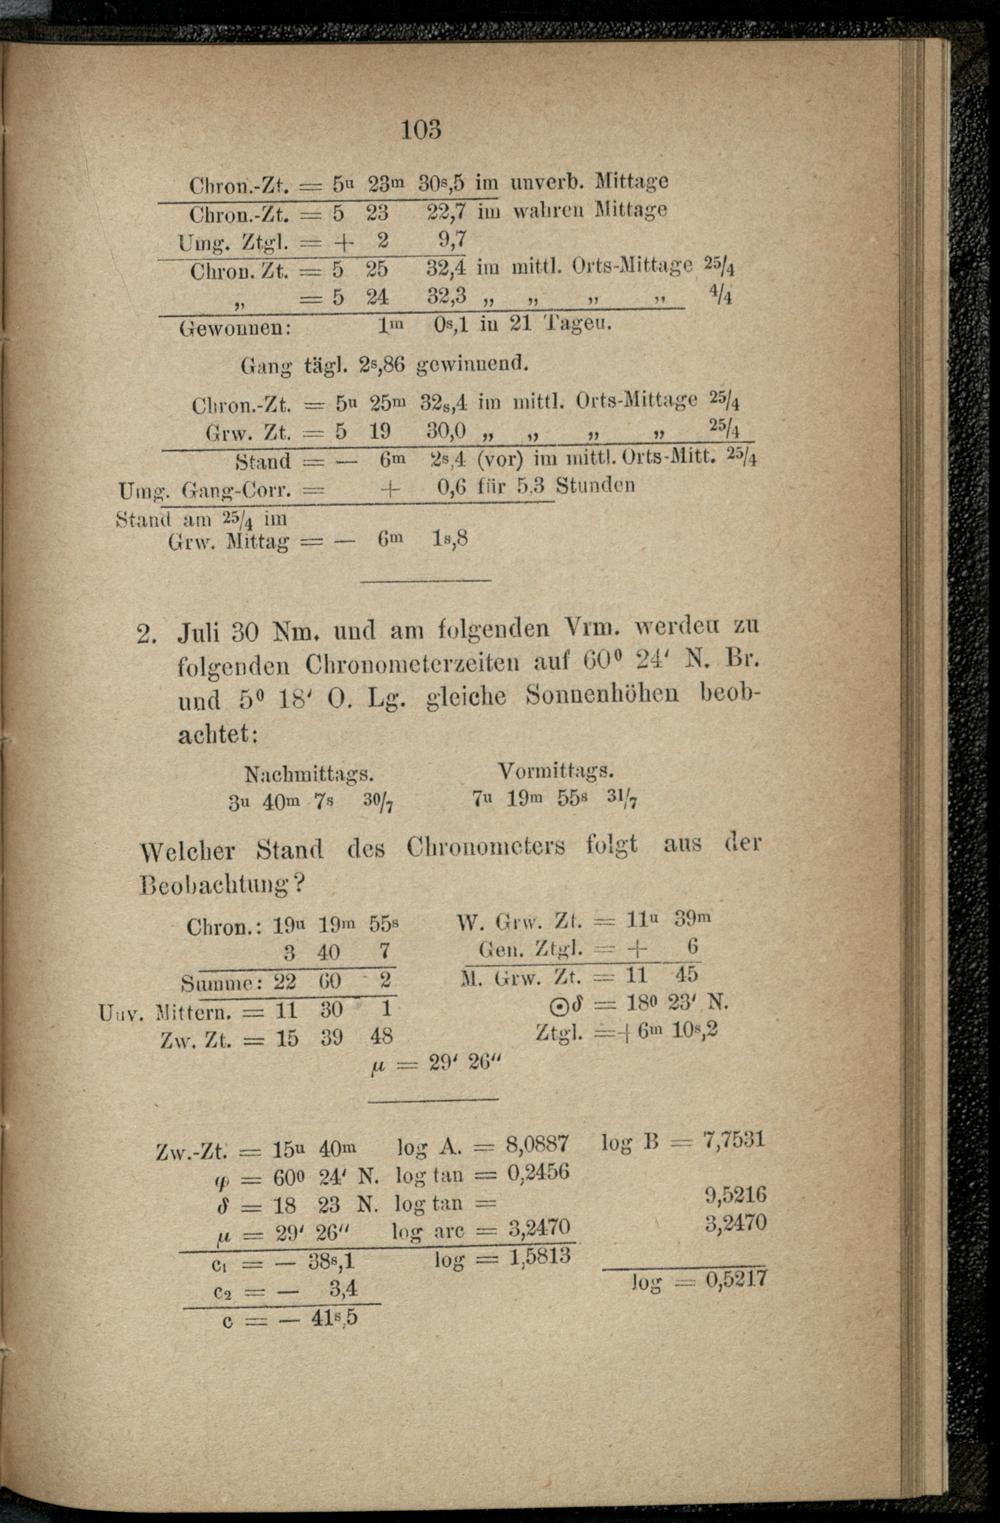 103
Chron.-Zt. = 5u 23m 30s,5 im unverb. Mittage
Chron.-Zt. = 5 23 22,7 im wahren Mittage
Umg. Ztgl. = + 2 9,7
Chron. Zt. = 5 25 32,4 im mittl. Orts-Mittage 25/4
„ = 5 24 32,3 „ „ „ „ 4/4
Gewonnen: 1m 0s,1 in 21 Tagen.
Gang tägl. 2s,86 gewinnend.
Chron.-Zt. = 5u 25m 32s,4 im mittl. Orts-Mittage 25/4
Grw. Zt. = 5 19 30,0 „ „ „ „ 25/4
Stand = — 6m 2s,4 (vor) im mittl. Orts-Mitt. 25/4
Umg. Gang-Corr. = + 0,6 für 5,3 Stunden
Stand am 25/4 im
Grw. Mittag = — 6m 1s,8
2. Juli 30 Nm. und am folgenden Vrm. werden zu
folgenden Chronometerzeiten auf 60° 24′ N. Br.
und 5° 18′ O. Lg. gleiche Sonnenhöhen beob-
achtet:
Nachmittags. Vormittags.
3u 40m 7s 30/7 7u 19m 55s 31/7
Welcher Stand des Chronometers folgt aus der
Beobachtung?
Chron.: 19u 19m 55s W. Grw. Zt. = 11u 39m
3 40 7 Gen. Ztgl. = + 6
Summe: 22 60 2 M. Grw. Zt. = 11 45
Unv. Mittern. = 11 30 1 ☉δ = 18° 23′ N.
Zw. Zt. = 15 39 48 Ztgl. = + 6m 10s,2
μ = 29′ 26″
Zw.-Zt. = 15u 40m log A. = 8,0887 log B = 7,7531
φ = 60° 24′ N. log tan = 0,2456
δ = 18 23 N. log tan = 9,5216
μ = 29′ 26″ log arc = 3,2470 3,2470
c₁ = — 38s,1 log = 1,5813
c₂ = — 3,4 log = 0,5217
c = — 41s,5